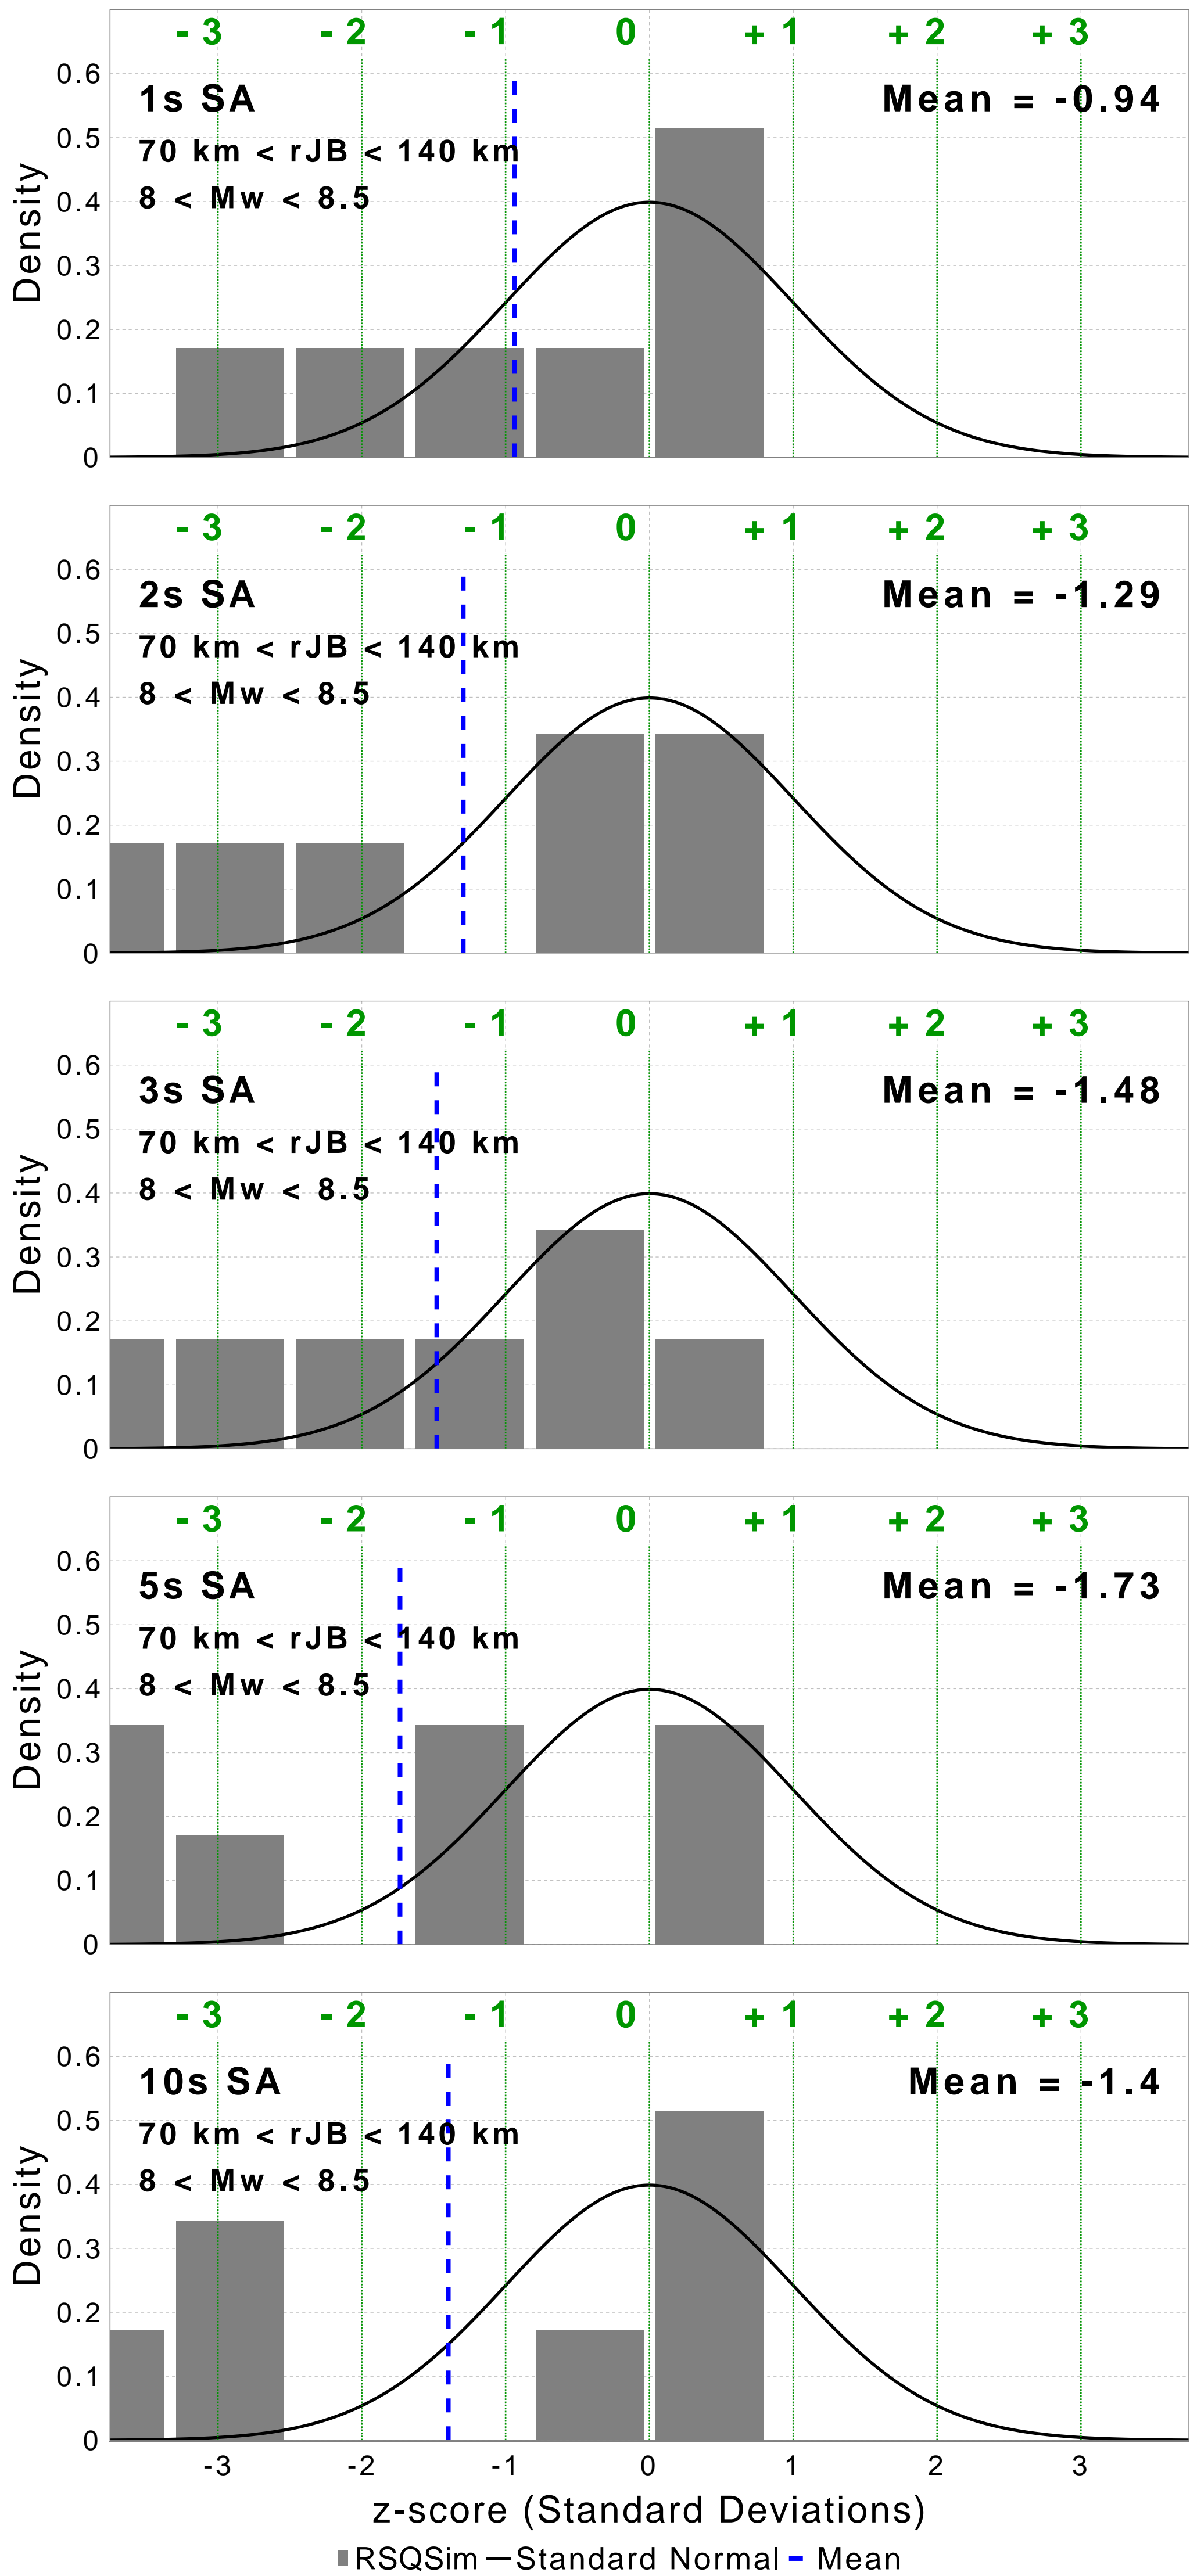 - 3 - 2 - 1 0 + 1 + 2 + 3
0.6
1s SA Mean = -0.94
0.5
70 km < rJB < 140 km
8 < Mw < 8.5
0.4
Density
0.3
0.2
0.1
0
- 3 - 2 - 1 0 + 1 + 2 + 3
0.6
2s SA Mean = -1.29
0.5
70 km < rJB < 140 km
8 < Mw < 8.5
0.4
Density
0.3
0.2
0.1
0
- 3 - 2 - 1 0 + 1 + 2 + 3
0.6
3s SA Mean = -1.48
0.5
70 km < rJB < 140 km
8 < Mw < 8.5
0.4
Density
0.3
0.2
0.1
0
- 3 - 2 - 1 0 + 1 + 2 + 3
0.6
5s SA Mean = -1.73
0.5
70 km < rJB < 140 km
8 < Mw < 8.5
0.4
Density
0.3
0.2
0.1
0
- 3 - 2 - 1 0 + 1 + 2 + 3
0.6
10s SA Mean = -1.4
0.5
70 km < rJB < 140 km
8 < Mw < 8.5
0.4
Density
0.3
0.2
0.1
0
-3 -2 -1 0 1 2 3
z-score (Standard Deviations)
RSQSim Standard Normal Mean